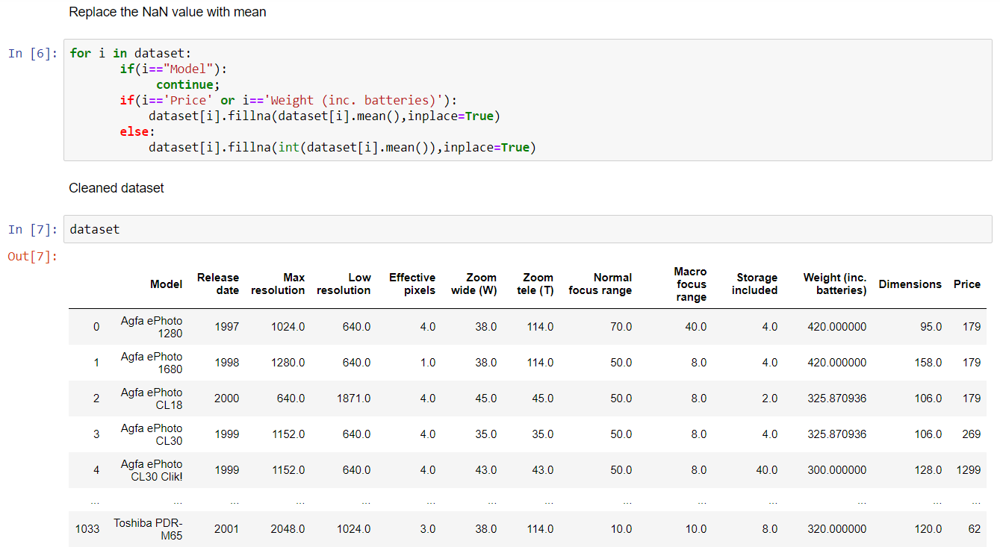 Replace the NaN value with mean
In [6]: for i in dataset:
if(i=="Model"):
continue;
if(i=='Price' or i=='Weight (inc. batteries)'):
dataset[i].fillna(dataset[i].mean(),inplace=True)
else:
dataset[i].fillna(int(dataset[i].mean()),inplace=True)
Cleaned dataset
In [7]: dataset
Out[7]:
Model Release date Max resolution Low resolution Effective pixels Zoom wide (W) Zoom tele (T) Normal focus range Macro focus range Storage included Weight (inc. batteries) Dimensions Price
0 Agfa ePhoto 1280 1997 1024.0 640.0 4.0 38.0 114.0 70.0 40.0 4.0 420.000000 95.0 179
1 Agfa ePhoto 1680 1998 1280.0 640.0 1.0 38.0 114.0 50.0 8.0 4.0 420.000000 158.0 179
2 Agfa ePhoto CL18 2000 640.0 1871.0 4.0 45.0 45.0 50.0 8.0 2.0 325.870936 106.0 179
3 Agfa ePhoto CL30 1999 1152.0 640.0 4.0 35.0 35.0 50.0 8.0 4.0 325.870936 106.0 269
4 Agfa ePhoto CL30 Clik! 1999 1152.0 640.0 4.0 43.0 43.0 50.0 8.0 40.0 300.000000 128.0 1299
... ... ... ... ... ... ... ... ... ... ... ... ... ...
1033 Toshiba PDR-M65 2001 2048.0 1024.0 3.0 38.0 114.0 10.0 10.0 8.0 320.000000 120.0 62